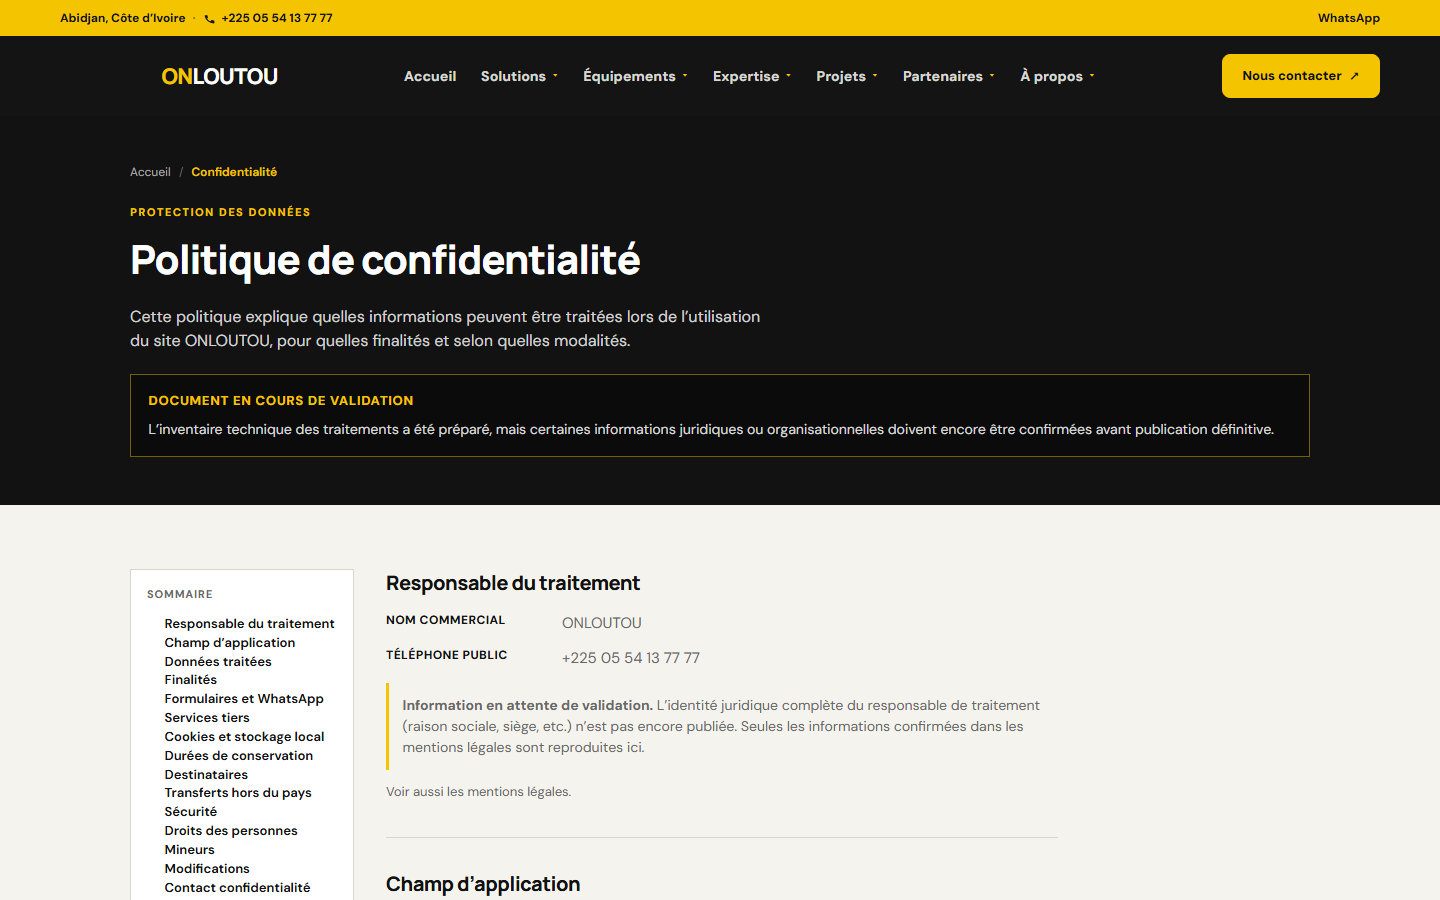 Abidjan, Côte d’Ivoire · +225 05 54 13 77 77
WhatsApp
ONLOUTOU
Accueil Solutions Équipements Expertise Projets Partenaires À propos
Nous contacter ↗
Accueil / Confidentialité
PROTECTION DES DONNÉES
Politique de confidentialité
Cette politique explique quelles informations peuvent être traitées lors de l’utilisation
du site ONLOUTOU, pour quelles finalités et selon quelles modalités.
DOCUMENT EN COURS DE VALIDATION
L’inventaire technique des traitements a été préparé, mais certaines informations juridiques ou organisationnelles doivent encore être confirmées avant publication définitive.
SOMMAIRE
Responsable du traitement
Champ d’application
Données traitées
Finalités
Formulaires et WhatsApp
Services tiers
Cookies et stockage local
Durées de conservation
Destinataires
Transferts hors du pays
Sécurité
Droits des personnes
Mineurs
Modifications
Contact confidentialité
Responsable du traitement
NOM COMMERCIAL ONLOUTOU
TÉLÉPHONE PUBLIC +225 05 54 13 77 77
Information en attente de validation. L’identité juridique complète du responsable de traitement
(raison sociale, siège, etc.) n’est pas encore publiée. Seules les informations confirmées dans les
mentions légales sont reproduites ici.
Voir aussi les mentions légales.
Champ d’application